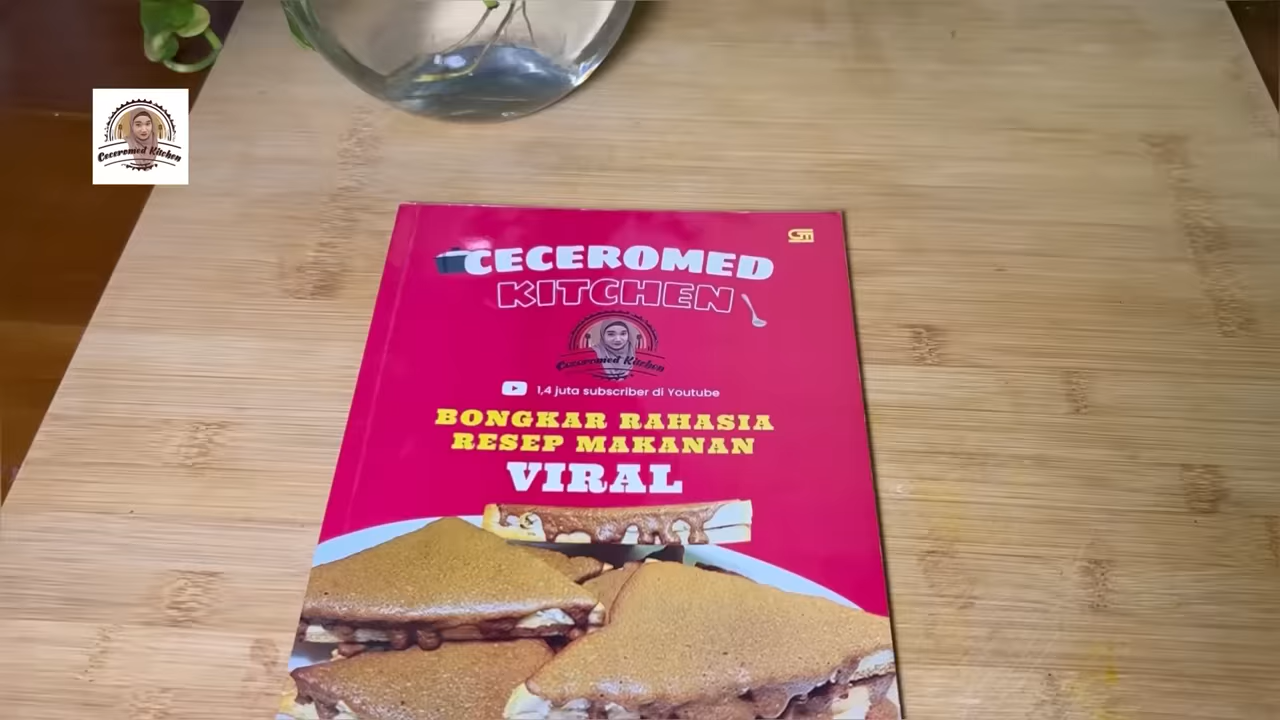 Ceceromed Kitchen
CECEROMED
KITCHEN
Ceceromed Kitchen
1,4 juta subscriber di Youtube
BONGKAR RAHASIA
RESEP MAKANAN
VIRAL